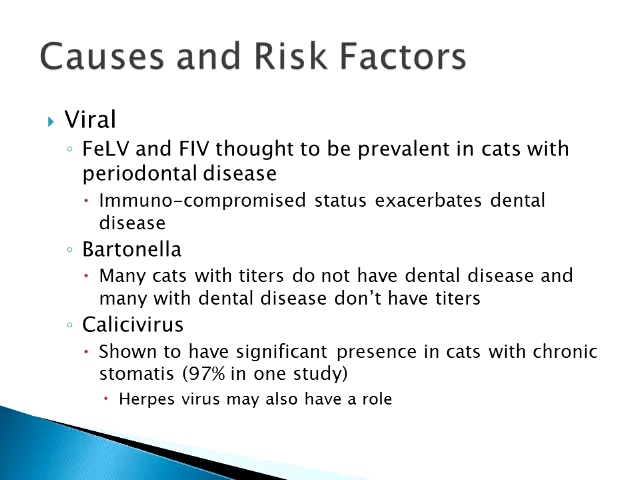 Causes and Risk Factors
Viral
FeLV and FIV thought to be prevalent in cats with
periodontal disease
Immuno-compromised status exacerbates dental
disease
Bartonella
Many cats with titers do not have dental disease and
many with dental disease don't have titers
Calicivirus
Shown to have significant presence in cats with chronic
stomatis (97% in one study)
Herpes virus may also have a role